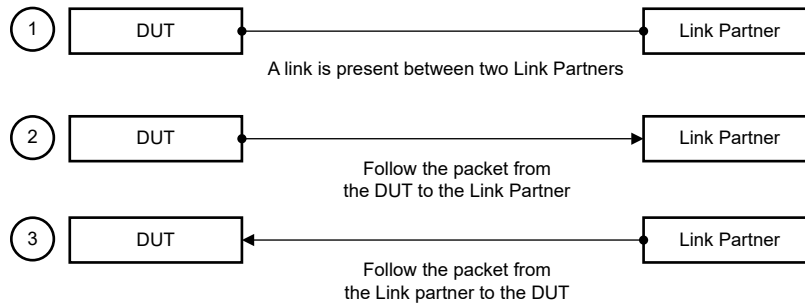 1
DUT
Link Partner
A link is present between two Link Partners
2
DUT
Link Partner
Follow the packet from
the DUT to the Link Partner
3
DUT
Link Partner
Follow the packet from
the Link partner to the DUT